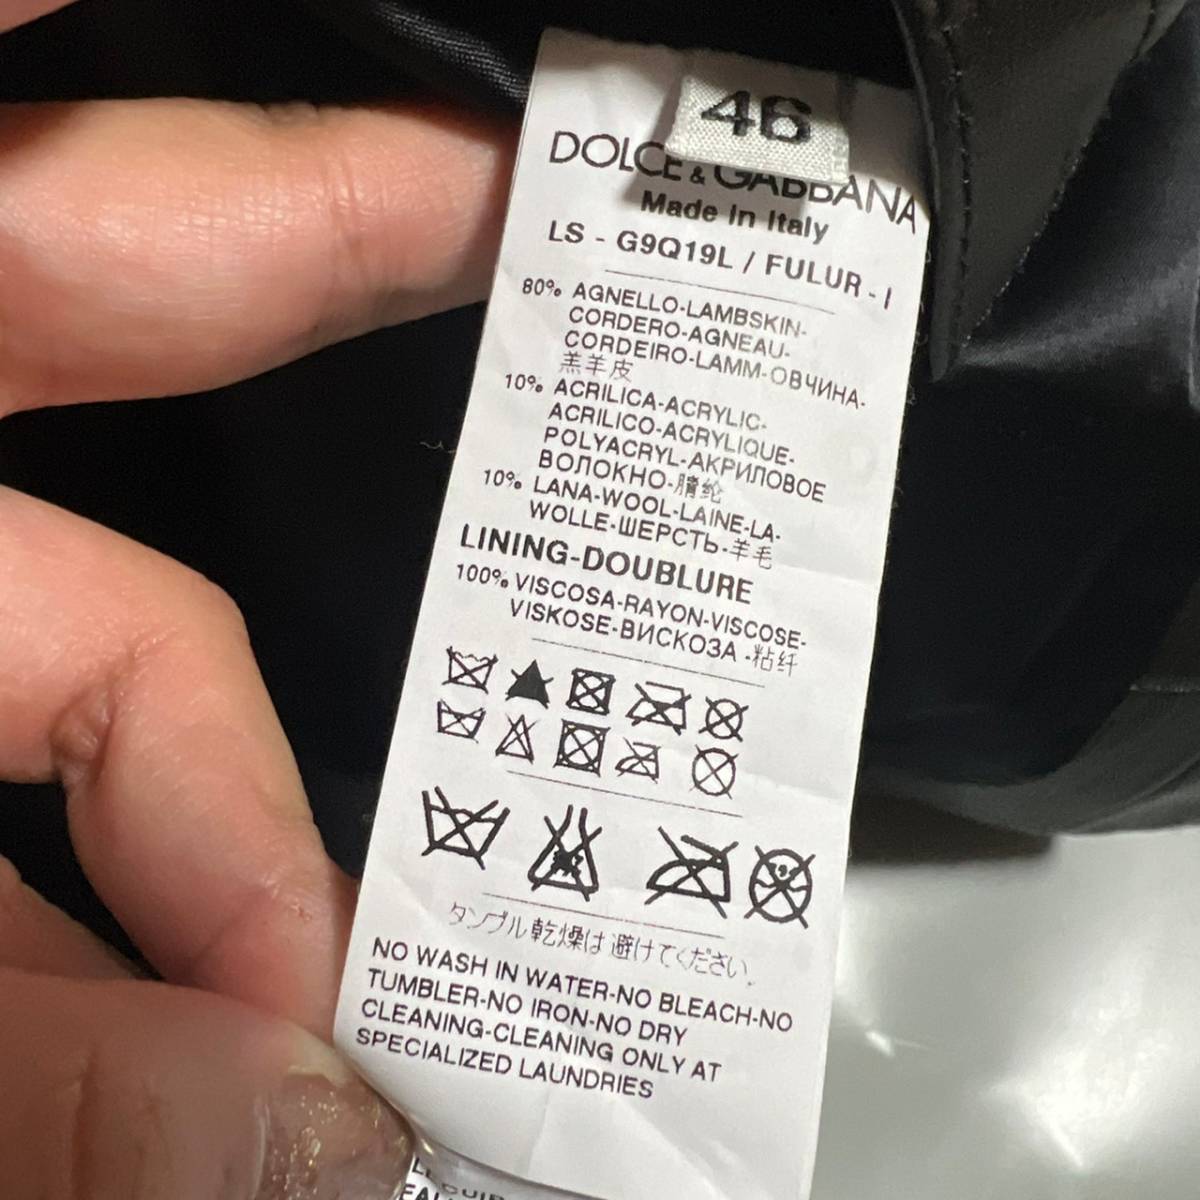 46
DOLCE & GABBANA
Made in Italy
LS - G9Q19L / FULUR - I
80% AGNELLO-LAMBSKIN-
CORDERO-AGNEAU-
CORDEIRO-LAMM-ОВЧИНА-
羔羊皮
10% ACRILICA-ACRYLIC-
ACRILICO-ACRYLIQUE-
POLYACRYL-АКРИЛОВОЕ
ВОЛОКНО-腈纶
10% LANA-WOOL-LAINE-LA-
WOLLE-ШЕРСТЬ-羊毛
LINING-DOUBLURE
100% VISCOSA-RAYON-VISCOSE-
VISKOSE-ВИСКОЗА -粘纤
タンブル乾燥は避けてください。
NO WASH IN WATER-NO BLEACH-NO
TUMBLER-NO IRON-NO DRY
CLEANING-CLEANING ONLY AT
SPECIALIZED LAUNDRIES